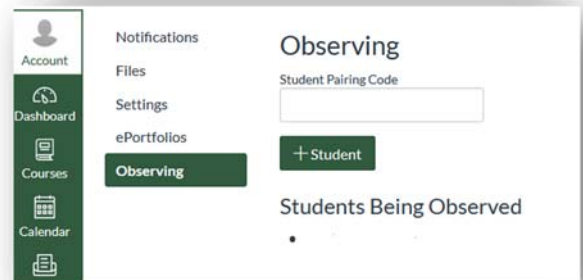 Account
Dashboard
Courses
Calendar
Notifications
Files
Settings
ePortfolios
Observing
Observing
Student Pairing Code
+ Student
Students Being Observed